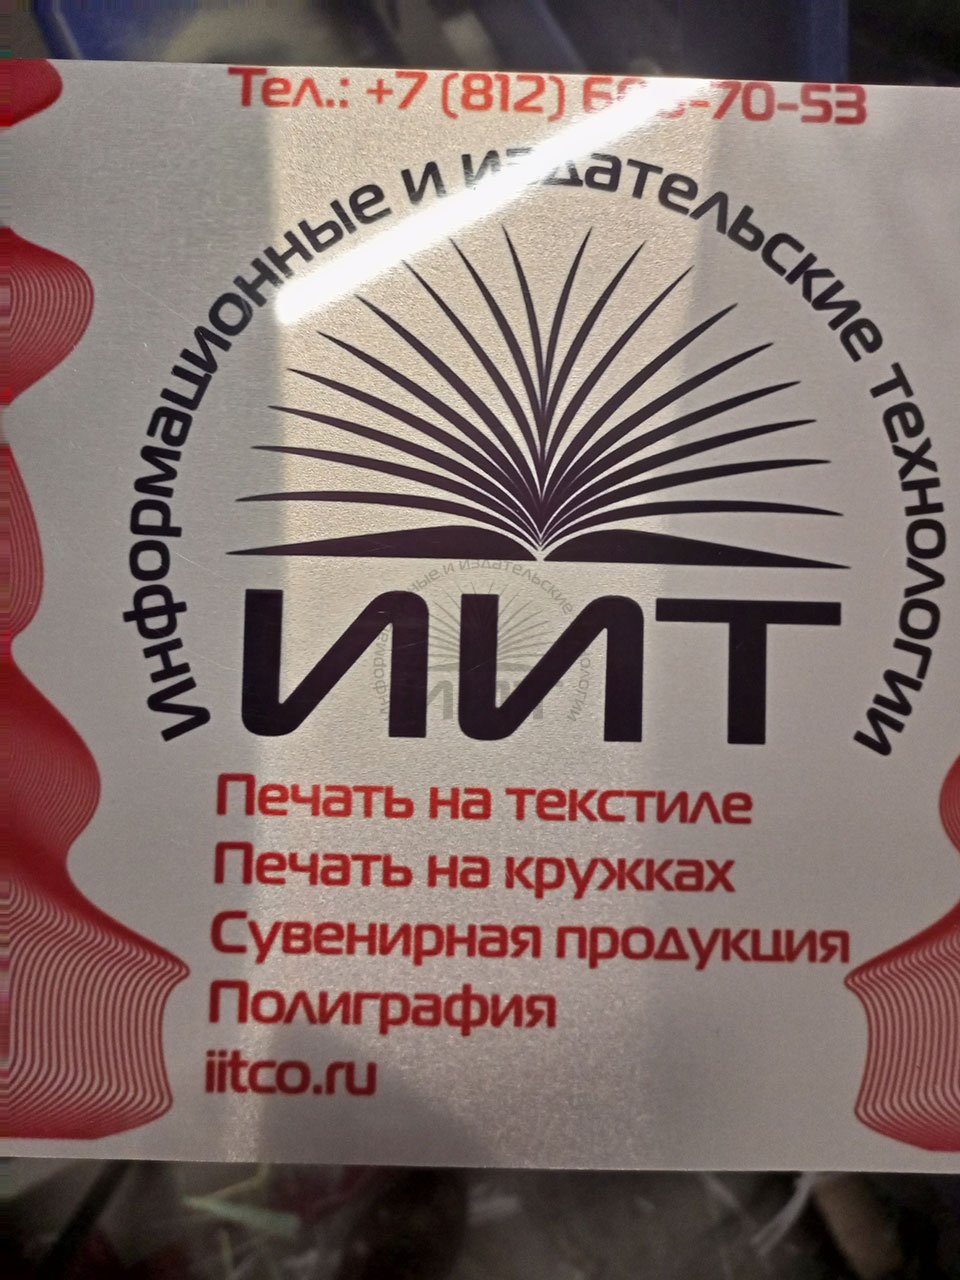 Тел.: +7 (812) -70-53
Информационные и издательские технологии
ИИТ
Печать на текстиле
Печать на кружках
Сувенирная продукция
Полиграфия
iitco.ru